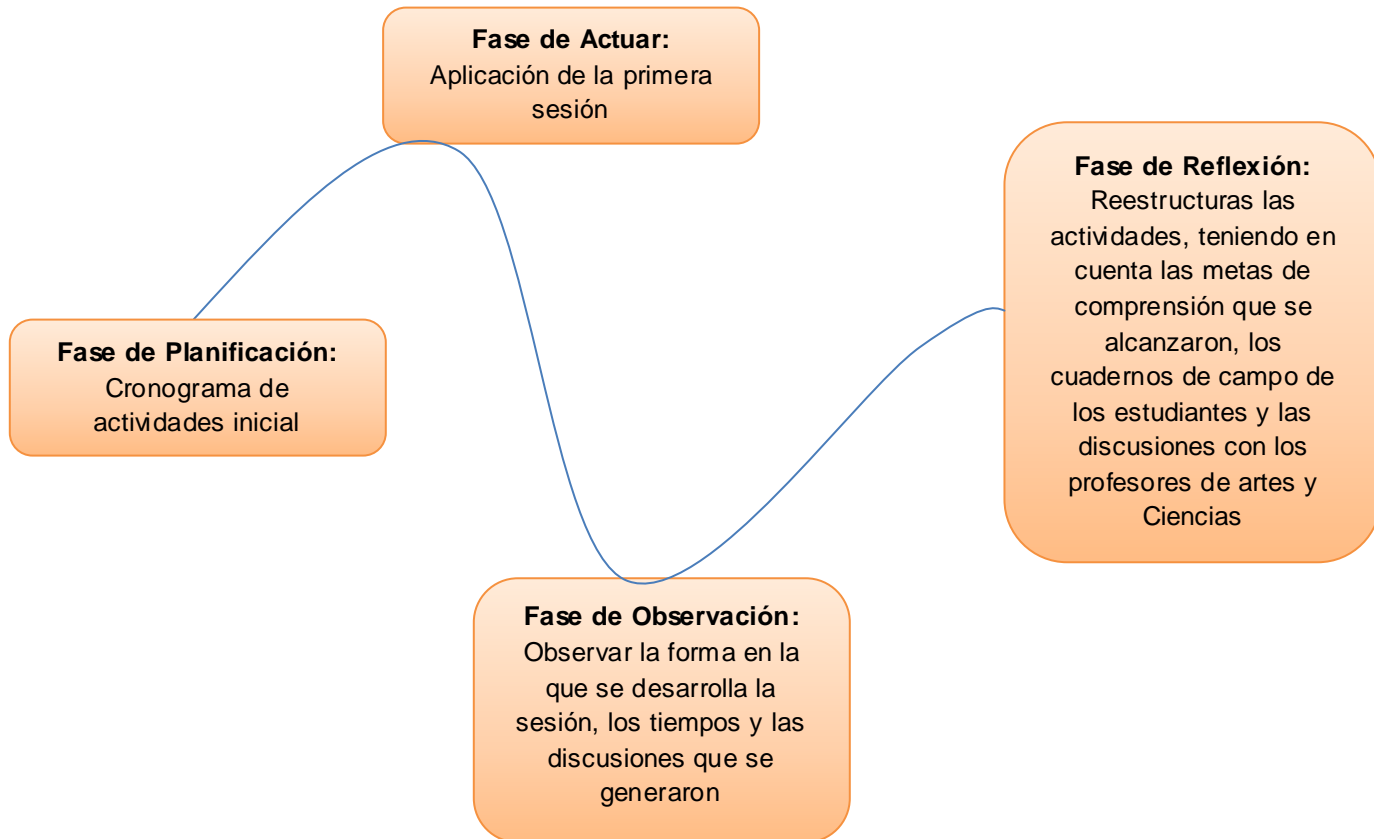 Fase de Actuar:
Aplicación de la primera
sesión
Fase de Planificación:
Cronograma de
actividades inicial
Fase de Observación:
Observar la forma en la
que se desarrolla la
sesión, los tiempos y las
discusiones que se
generaron
Fase de Reflexión:
Reestructuras las
actividades, teniendo en
cuenta las metas de
comprensión que se
alcanzaron, los
cuadernos de campo de
los estudiantes y las
discusiones con los
profesores de artes y
Ciencias